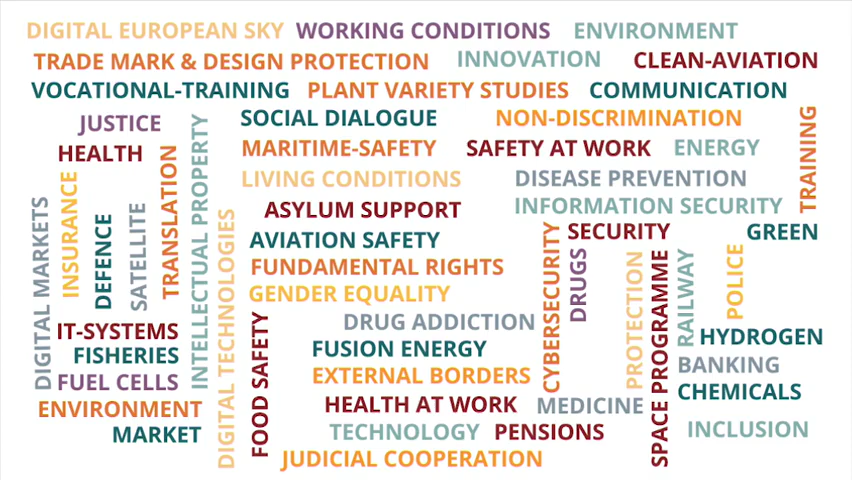 DIGITAL EUROPEAN SKY
WORKING CONDITIONS
ENVIRONMENT
TRADE MARK & DESIGN PROTECTION
INNOVATION
CLEAN-AVIATION
VOCATIONAL-TRAINING
PLANT VARIETY STUDIES
COMMUNICATION
JUSTICE
SOCIAL DIALOGUE
NON-DISCRIMINATION
TRAINING
HEALTH
MARITIME-SAFETY
SAFETY AT WORK
ENERGY
LIVING CONDITIONS
DISEASE PREVENTION
ASYLUM SUPPORT
INFORMATION SECURITY
DIGITAL MARKETS
INSURANCE
DEFENCE
SATELLITE
TRANSLATION
INTELLECTUAL PROPERTY
DIGITAL TECHNOLOGIES
AVIATION SAFETY
SECURITY
GREEN
FUNDAMENTAL RIGHTS
GENDER EQUALITY
CYBERSECURITY
DRUGS
PROTECTION
SPACE PROGRAMME
RAILWAY
POLICE
DRUG ADDICTION
IT-SYSTEMS
HYDROGEN
FISHERIES
FOOD SAFETY
FUSION ENERGY
BANKING
FUEL CELLS
EXTERNAL BORDERS
CHEMICALS
ENVIRONMENT
HEALTH AT WORK
MEDICINE
MARKET
TECHNOLOGY
PENSIONS
INCLUSION
JUDICIAL COOPERATION